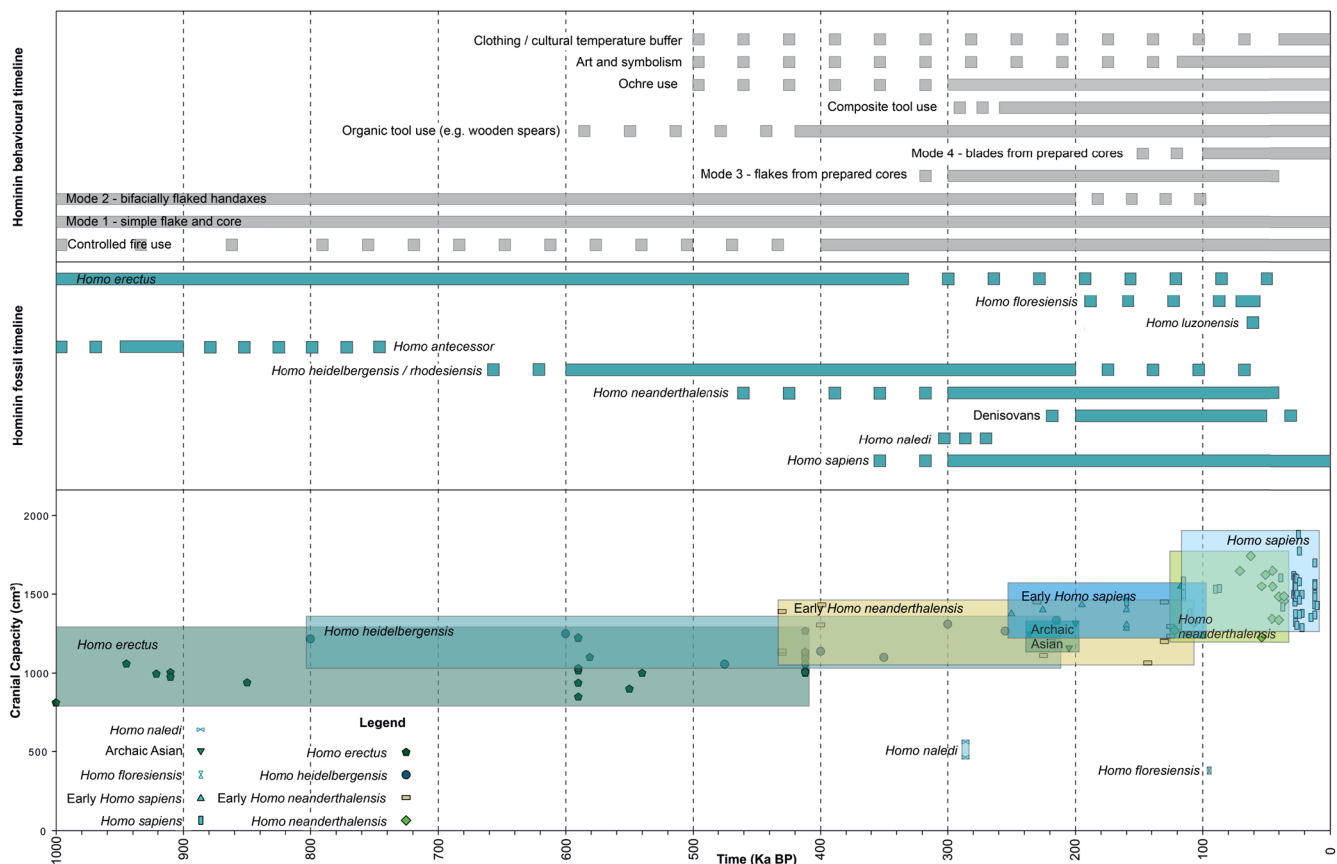 Hominin behavioural timeline
Clothing / cultural temperature buffer
Art and symbolism
Ochre use
Composite tool use
Organic tool use (e.g. wooden spears)
Mode 4 - blades from prepared cores
Mode 3 - flakes from prepared cores
Mode 2 - bifacially flaked handaxes
Mode 1 - simple flake and core
Controlled fire use
Hominin fossil timeline
Homo erectus
Homo floresiensis
Homo luzonensis
Homo antecessor
Homo heidelbergensis / rhodesiensis
Homo neanderthalensis
Denisovans
Homo naledi
Homo sapiens
Cranial Capacity (cm³)
2000
1500
1000
500
0
Homo sapiens
Early Homo sapiens
Early Homo neanderthalensis
Homo
neanderthalensis
Archaic
Asian
Homo heidelbergensis
Homo erectus
Homo naledi
Homo floresiensis
Legend
Homo naledi
Archaic Asian
Homo floresiensis
Early Homo sapiens
Homo sapiens
Homo erectus
Homo heidelbergensis
Early Homo neanderthalensis
Homo neanderthalensis
1000
900
800
700
600
500
400
300
200
100
0
Time (Ka BP)